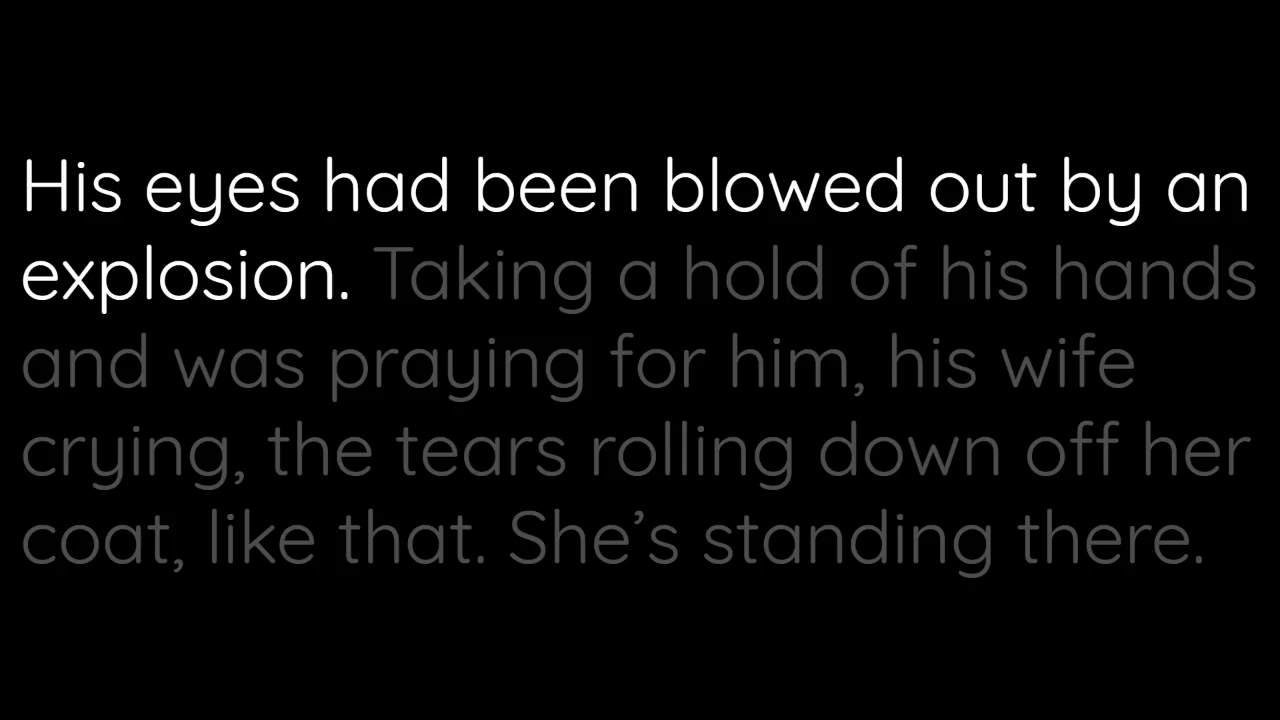 His eyes had been blowed out by an
explosion. Taking a hold of his hands
and was praying for him, his wife
crying, the tears rolling down off her
coat, like that. She’s standing there.